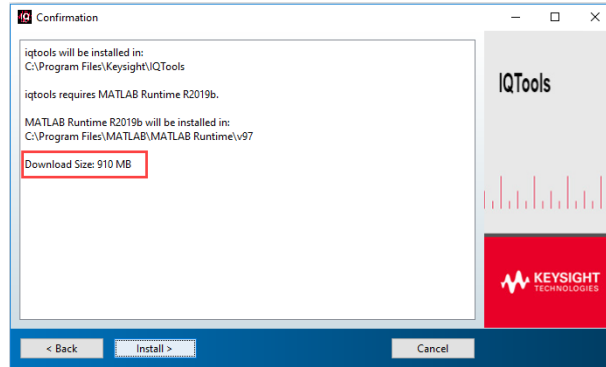 IQ Confirmation
iqtools will be installed in:
C:\Program Files\Keysight\IQTools
iqtools requires MATLAB Runtime R2019b.
MATLAB Runtime R2019b will be installed in:
C:\Program Files\MATLAB\MATLAB Runtime\v97
Download Size: 910 MB
IQTools
KEYSIGHT
TECHNOLOGIES
< Back
Install >
Cancel